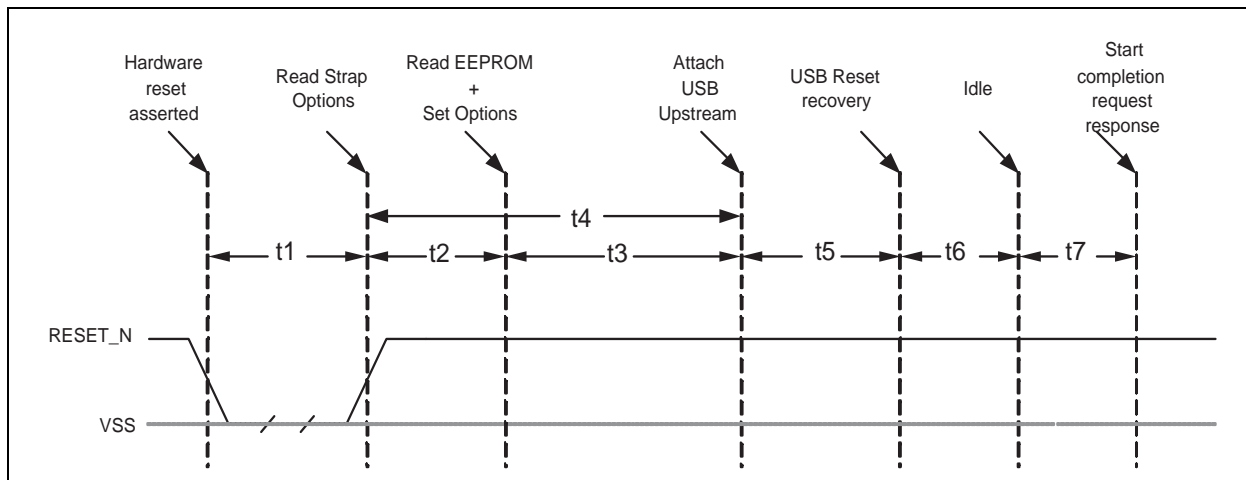 Hardware
reset
asserted
Read Strap
Options
Read EEPROM
+
Set Options
Attach
USB
Upstream
USB Reset
recovery
Idle
Start
completion
request
response
t4
t1
t2
t3
t5
t6
t7
RESET_N
VSS